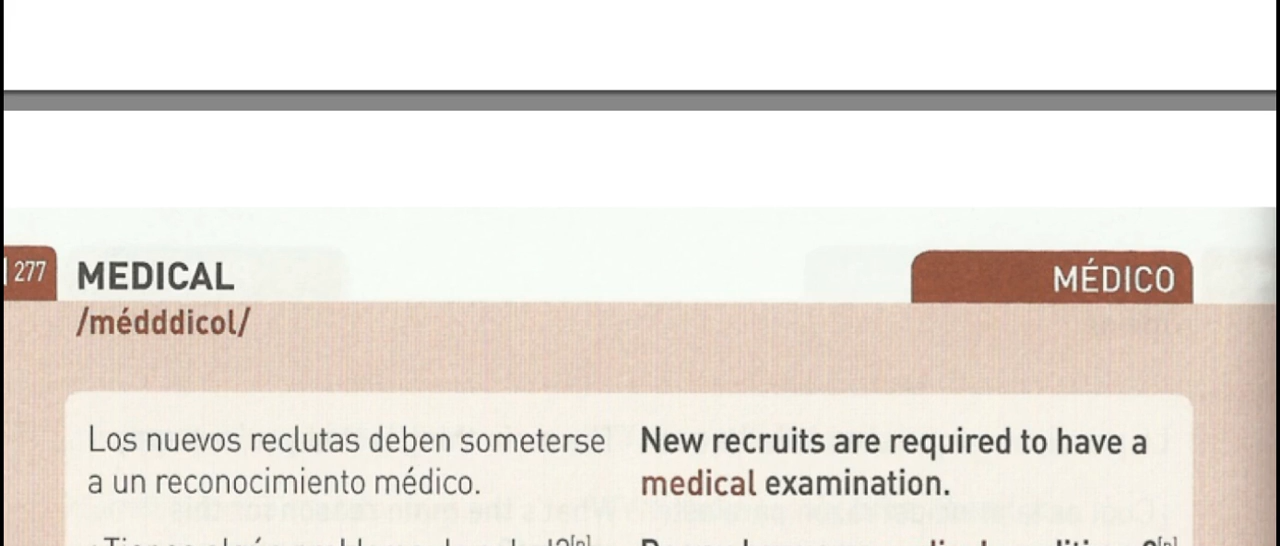 277
MEDICAL
MÉDICO
/médddicol/
Los nuevos reclutas deben someterse
a un reconocimiento médico.
New recruits are required to have a
medical examination.